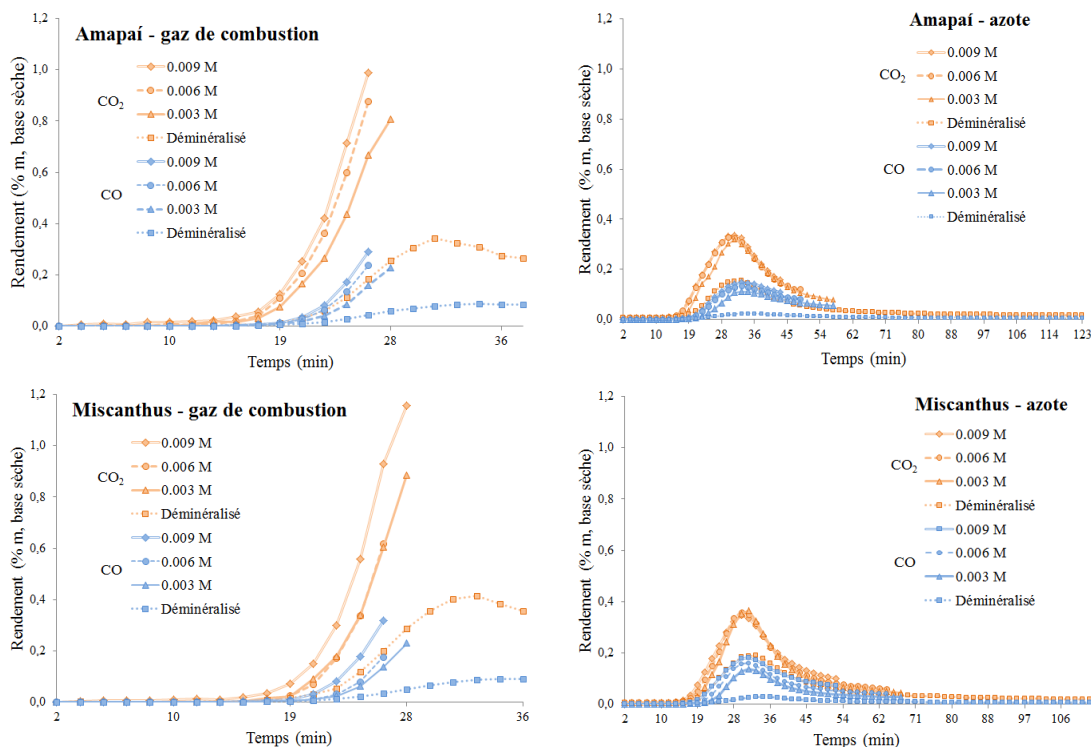 Amapaí - gaz de combustion
Rendement (% m, base sèche)
1,2
1,0
0,8
0,6
0,4
0,2
0,0
CO2
0.009 M
0.006 M
0.003 M
Déminéralisé
CO
0.009 M
0.006 M
0.003 M
Déminéralisé
2
10
19
28
36
Temps (min)
Amapaí - azote
Rendement (% m, base sèche)
1,2
1,0
0,8
0,6
0,4
0,2
0,0
CO2
0.009 M
0.006 M
0.003 M
Déminéralisé
CO
0.009 M
0.006 M
0.003 M
Déminéralisé
2 10 19 28 36 45 54 62 71 80 88 97 106 114 123
Temps (min)
Miscanthus - gaz de combustion
Rendement (% m, base sèche)
1,2
1,0
0,8
0,6
0,4
0,2
0,0
CO2
0.009 M
0.006 M
0.003 M
Déminéralisé
CO
0.009 M
0.006 M
0.003 M
Déminéralisé
2
10
19
28
36
Temps (min)
Miscanthus - azote
Rendement (% m, base sèche)
1,2
1,0
0,8
0,6
0,4
0,2
0,0
CO2
0.009 M
0.006 M
0.003 M
Déminéralisé
CO
0.009 M
0.006 M
0.003 M
Déminéralisé
2 10 19 28 36 45 54 62 71 80 88 97 106
Temps (min)